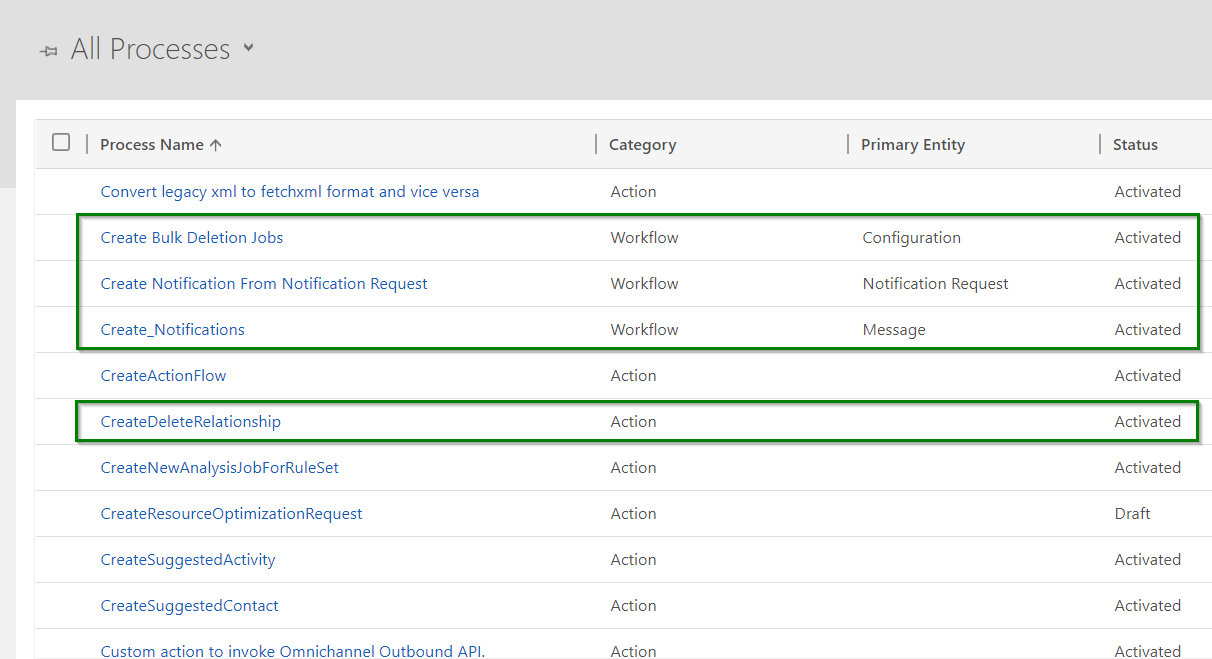 All Processes
Process Name Category Primary Entity Status
Convert legacy xml to fetchxml format and vice versa Action Activated
Create Bulk Deletion Jobs Workflow Configuration Activated
Create Notification From Notification Request Workflow Notification Request Activated
Create_Notifications Workflow Message Activated
CreateActionFlow Action Activated
CreateDeleteRelationship Action Activated
CreateNewAnalysisJobForRuleSet Action Activated
CreateResourceOptimizationRequest Action Draft
CreateSuggestedActivity Action Activated
CreateSuggestedContact Action Activated
Custom action to invoke Omnichannel Outbound API. Action Activated